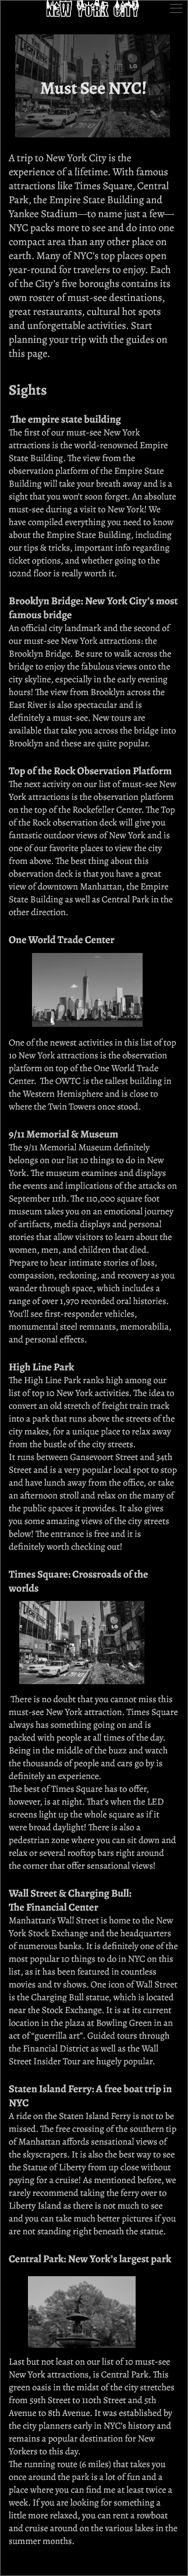 NEW YORK CITY
Must See NYC!
A trip to New York City is the
experience of a lifetime. With famous
attractions like Times Square, Central
Park, the Empire State Building and
Yankee Stadium—to name just a few—
NYC packs more to see and do into one
compact area than any other place on
earth. Many of NYC's top places open
year-round for travelers to enjoy. Each
of the City's five boroughs contains its
own roster of must-see destinations,
great restaurants, cultural hot spots
and unforgettable activities. Start
planning your trip with the guides on
this page.
Sights
The empire state building
The first of our must-see New York
attractions is the world-renowned Empire
State Building. The view from the
observation platform of the Empire State
Building will take your breath away and is a
sight that you won't soon forget. An absolute
must-see during a visit to New York! We
have compiled everything you need to know
about the Empire State Building, including
our tips & tricks, important info regarding
ticket options, and whether going to the
102nd floor is really worth it.
Brooklyn Bridge: New York City's most
famous bridge
An official city landmark and the second of
our must-see New York attractions: the
Brooklyn Bridge. Be sure to walk across the
bridge to enjoy the fabulous views onto the
city skyline, especially in the early evening
hours! The view from Brooklyn across the
East River is also spectacular and is
definitely a must-see. New tours are
available that take you across the bridge into
Brooklyn and these are quite popular.
Top of the Rock Observation Platform
The next activity on our list of must-see New
York attractions is the observation platform
on the top of the Rockefeller Center. The Top
of the Rock observation deck will give you
fantastic outdoor views of New York and is
one of our favorite places to view the city
from above. The best thing about this
observation deck is that you have a great
view of downtown Manhattan, the Empire
State Building as well as Central Park in the
other direction.
One World Trade Center
One of the newest activities in this list of top
10 New York attractions is the observation
platform on top of the One World Trade
Center. The OWTC is the tallest building in
the Western Hemisphere and is close to
where the Twin Towers once stood.
9/11 Memorial & Museum
The 9/11 Memorial Museum definitely
belongs on our list 10 things to do in New
York. The museum examines and displays
the events and implications of the attacks on
September 11th. The 110,000 square foot
museum takes you on an emotional journey
of artifacts, media displays and personal
stories that allow visitors to learn about the
women, men, and children that died.
Prepare to hear intimate stories of loss,
compassion, reckoning, and recovery as you
wander through space, which includes a
range of over 1,970 recorded oral histories.
You'll see first-responder vehicles,
monumental steel remnants, memorabilia,
and personal effects.
High Line Park
The High Line Park ranks high among our
list of top 10 New York activities. The idea to
convert an old stretch of freight train track
into a park that runs above the streets of the
city makes, for a unique place to relax away
from the bustle of the city streets.
It runs between Gansevoort Street and 34th
Street and is a very popular local spot to stop
and have lunch away from the office, or take
an afternoon stroll and relax on the many of
the public spaces it provides. It also gives
you some amazing views of the city streets
below! The entrance is free and it is
definitely worth checking out!
Times Square: Crossroads of the
worlds
There is no doubt that you cannot miss this
must-see New York attraction. Times Square
always has something going on and is
packed with people at all times of the day.
Being in the middle of the buzz and watch
the thousands of people and cars go by is
definitely an experience.
The best of Times Square has to offer,
however, is at night. That's when the LED
screens light up the whole square as if it
were broad daylight! There is also a
pedestrian zone where you can sit down and
relax or several rooftop bars right around
the corner that offer sensational views!
Wall Street & Charging Bull:
The Financial Center
Manhattan's Wall Street is home to the New
York Stock Exchange and the headquarters
of numerous banks. It is definitely one of the
most popular 10 things to do in NYC on this
list, as it has been featured in countless
movies and tv shows. One icon of Wall Street
is the Charging Bull statue, which is located
near the Stock Exchange. It is at its current
location in the plaza at Bowling Green in an
act of "guerrilla art". Guided tours through
the Financial District as well as the Wall
Street Insider Tour are hugely popular.
Staten Island Ferry: A free boat trip in
NYC
A ride on the Staten Island Ferry is not to be
missed. The free crossing of the southern tip
of Manhattan affords sensational views of
the skyscrapers. It is also the best way to see
the Statue of Liberty from up close without
paying for a cruise! As mentioned before, we
rarely recommend taking the ferry over to
Liberty Island as there is not much to see
and you can take much better pictures if you
are not standing right beneath the statue.
Central Park: New York's largest park
Last but not least on our list of 10 must-see
New York attractions, is Central Park. This
green oasis in the midst of the city stretches
from 59th Street to 110th Street and 5th
Avenue to 8th Avenue. It was established by
the city planners early in NYC's history and
remains a popular destination for New
Yorkers to this day.
The running route (6 miles) that takes you
once around the park is a lot of fun and a
place where you can find me at least twice a
week. If you are looking for something a
little more relaxed, you can rent a rowboat
and cruise around on the various lakes in the
summer months.